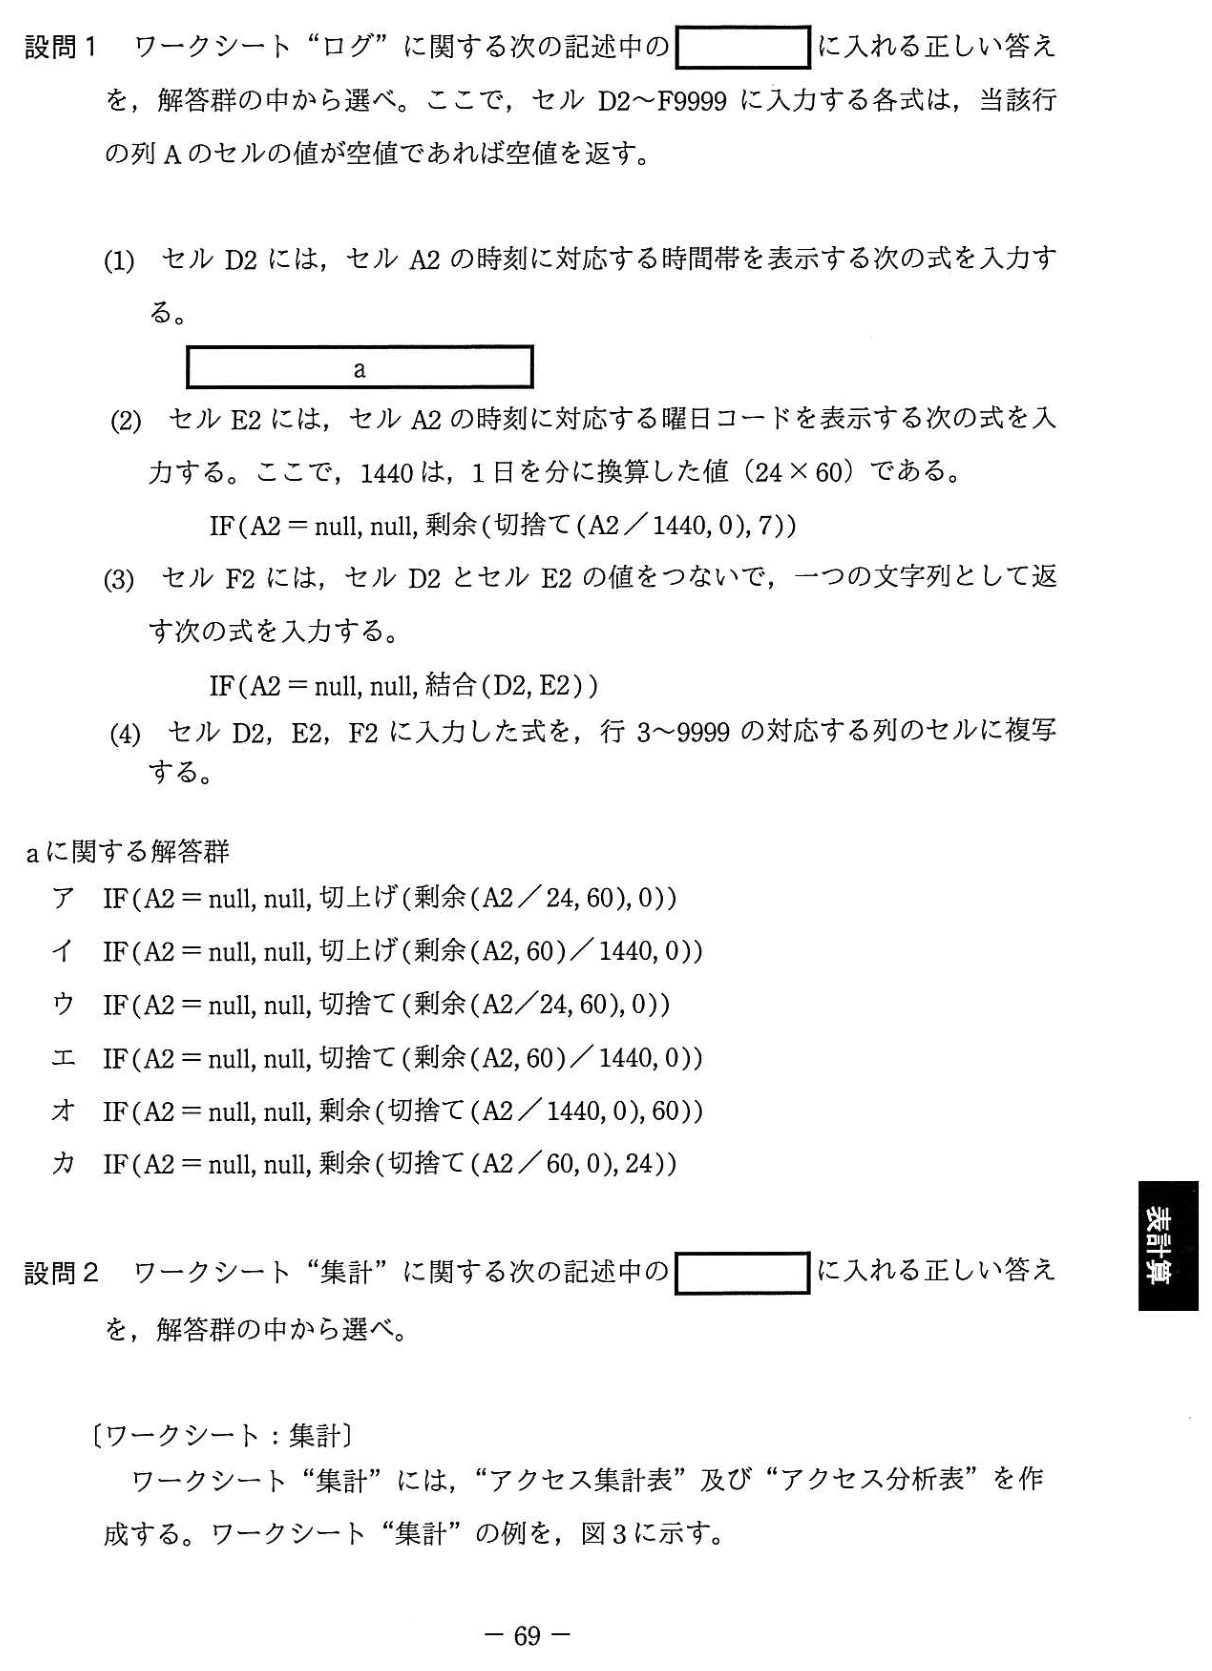 設問1　ワークシート“ログ”に関する次の記述中の　　　　に入れる正しい答え
を，解答群の中から選べ。ここで，セル D2～F9999 に入力する各式は，当該行
の列 A のセルの値が空値であれば空値を返す。
(1)　セル D2 には，セル A2 の時刻に対応する時間帯を表示する次の式を入力す
る。
a
(2)　セル E2 には，セル A2 の時刻に対応する曜日コードを表示する次の式を入
力する。ここで，1440 は，1 日を分に換算した値（24×60）である。
IF(A2＝null, null, 剰余(切捨て(A2／1440, 0), 7))
(3)　セル F2 には，セル D2 とセル E2 の値をつないで，一つの文字列として返
す次の式を入力する。
IF(A2＝null, null, 結合(D2, E2))
(4)　セル D2，E2，F2 に入力した式を，行 3～9999 の対応する列のセルに複写
する。
a に関する解答群
ア　IF(A2＝null, null, 切上げ(剰余(A2／24, 60), 0))
イ　IF(A2＝null, null, 切上げ(剰余(A2, 60)／1440, 0))
ウ　IF(A2＝null, null, 切捨て(剰余(A2／24, 60), 0))
エ　IF(A2＝null, null, 切捨て(剰余(A2, 60)／1440, 0))
オ　IF(A2＝null, null, 剰余(切捨て(A2／1440, 0), 60))
カ　IF(A2＝null, null, 剰余(切捨て(A2／60, 0), 24))
表計算
設問2　ワークシート“集計”に関する次の記述中の　　　　に入れる正しい答え
を，解答群の中から選べ。
〔ワークシート：集計〕
ワークシート“集計”には，“アクセス集計表”及び“アクセス分析表”を作
成する。ワークシート“集計”の例を，図 3 に示す。
－ 69 －